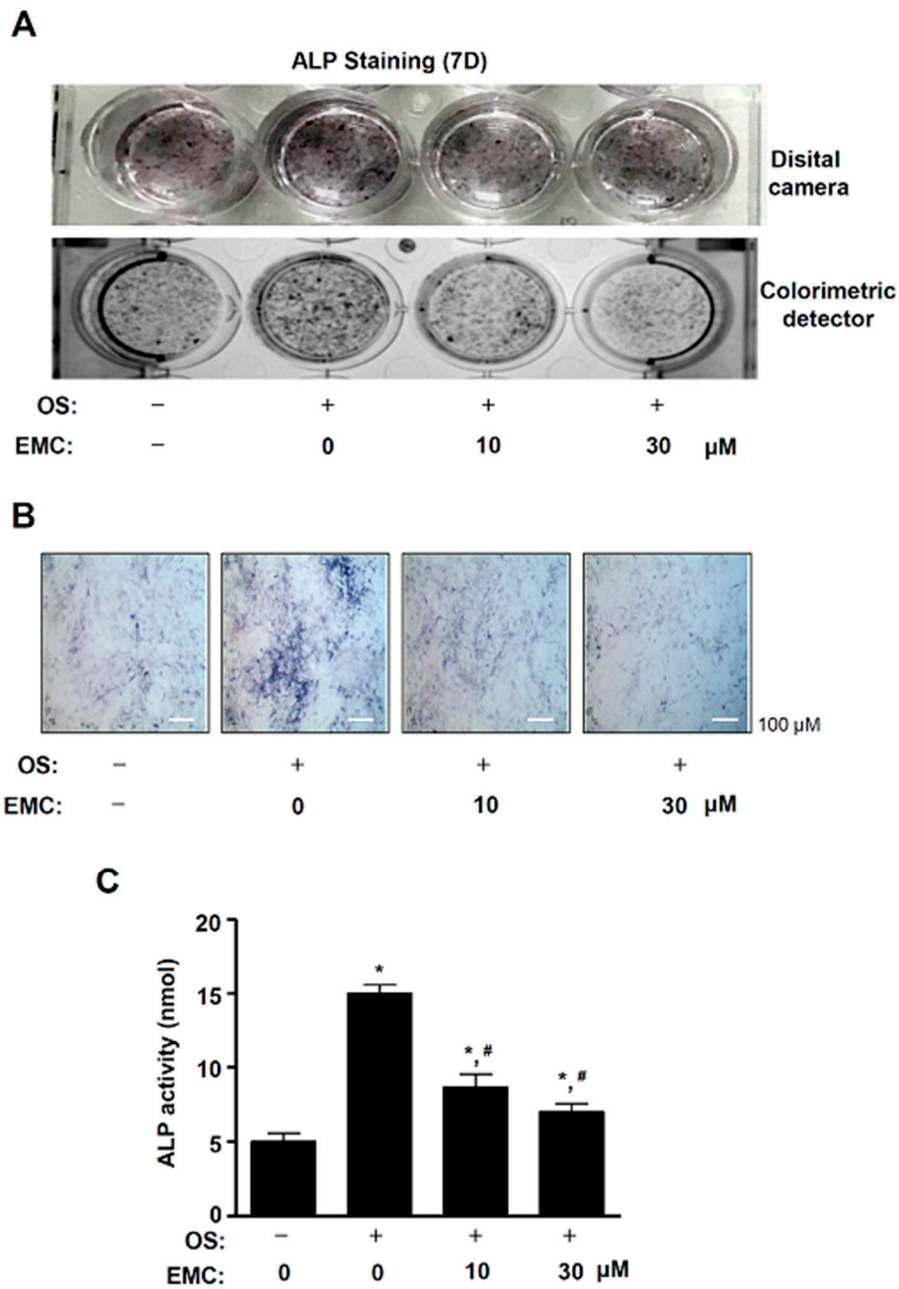 A
ALP Staining (7D)
Disital
camera
Colorimetric
detector
OS: – + + +
EMC: – 0 10 30 µM
B
100 µM
OS: – + + +
EMC: – 0 10 30 µM
C
ALP activity (nmol)
20
15
10
5
0
*
*, #
*, #
OS: – + + +
EMC: 0 0 10 30 µM